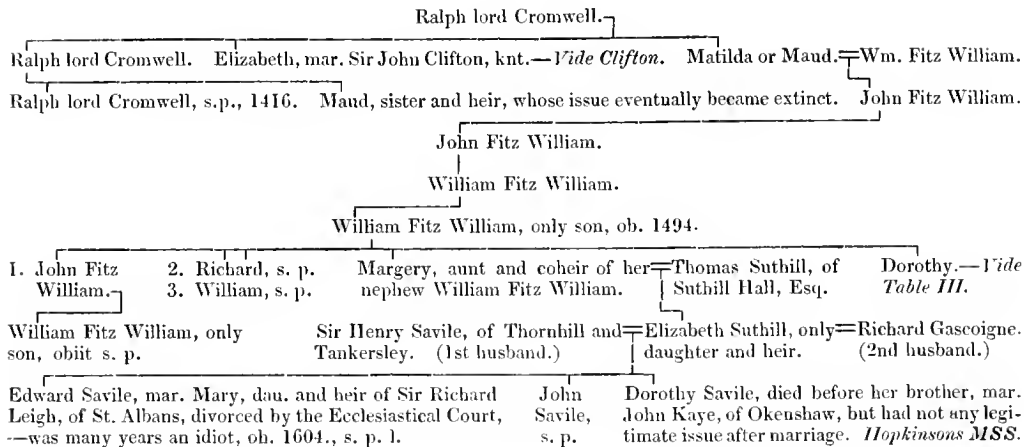 Ralph lord Cromwell.
Ralph lord Cromwell. Elizabeth, mar. Sir John Clifton, knt.—Vide Clifton. Matilda or Maud.=Wm. Fitz William.
Ralph lord Cromwell, s.p., 1416. Maud, sister and heir, whose issue eventually became extinct. John Fitz William.
John Fitz William.
William Fitz William.
William Fitz William, only son, ob. 1494.
1. John Fitz William.
2. Richard, s. p.
3. William, s. p.
Margery, aunt and coheir of her=Thomas Suthill, of
nephew William Fitz William. Suthill Hall, Esq.
Dorothy.—Vide
Table III.
William Fitz William, only
son, obiit s. p.
Sir Henry Savile, of Thornhill and=Elizabeth Suthill, only=Richard Gascoigne.
Tankersley. (1st husband.) daughter and heir. (2nd husband.)
Edward Savile, mar. Mary, dau. and heir of Sir Richard
Leigh, of St. Albans, divorced by the Ecclesiastical Court,
—was many years an idiot, ob. 1604., s. p. l.
John
Savile,
s. p.
Dorothy Savile, died before her brother, mar.
John Kaye, of Okenshaw, but had not any legi-
timate issue after marriage. Hopkinsons MSS.